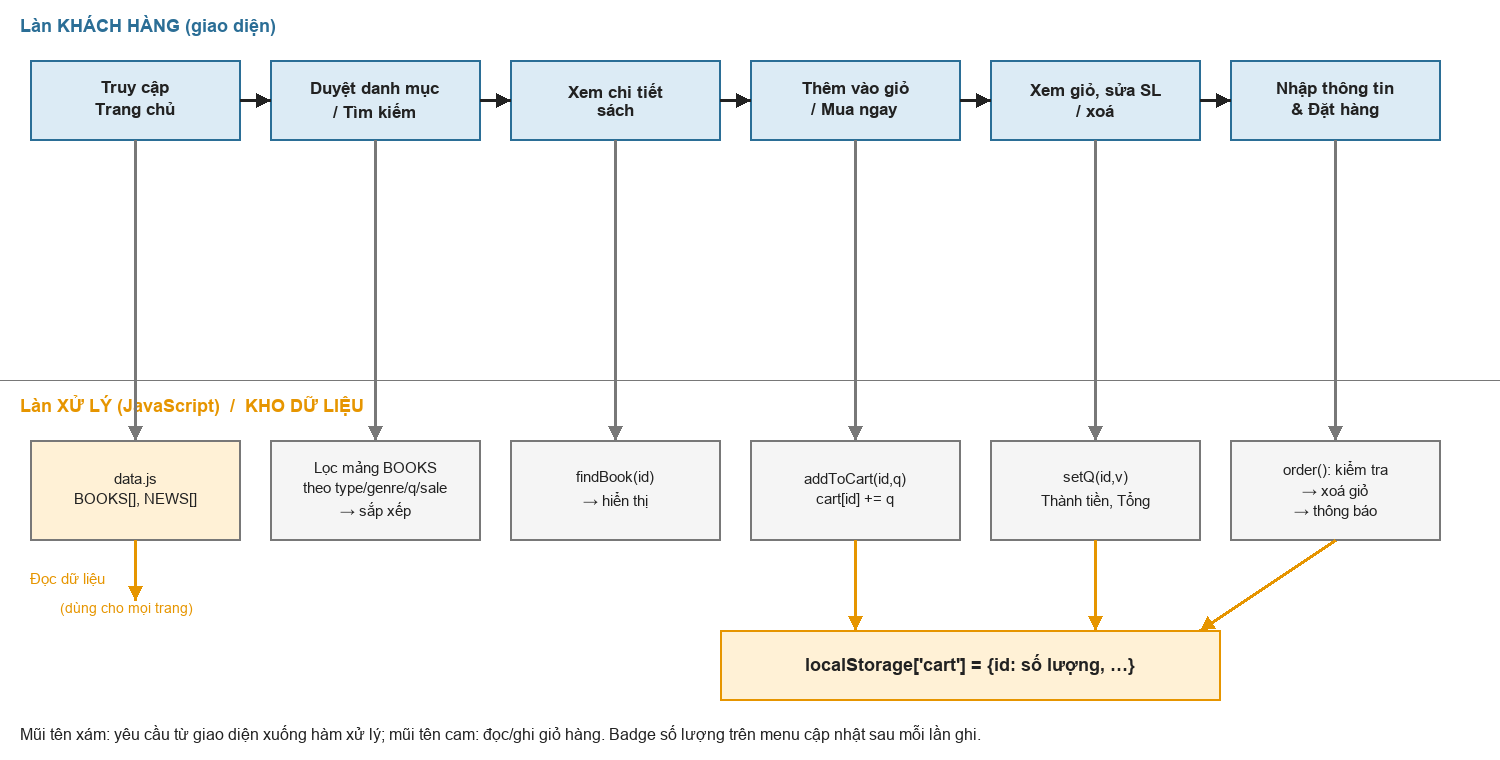 Làn KHÁCH HÀNG (giao diện)
Truy cập
Trang chủ
Duyệt danh mục
/ Tìm kiếm
Xem chi tiết
sách
Thêm vào giỏ
/ Mua ngay
Xem giỏ, sửa SL
/ xoá
Nhập thông tin
& Đặt hàng
Làn XỬ LÝ (JavaScript) / KHO DỮ LIỆU
data.js
BOOKS[], NEWS[]
Lọc mảng BOOKS
theo type/genre/q/sale
→ sắp xếp
findBook(id)
→ hiển thị
addToCart(id,q)
cart[id] += q
setQ(id,v)
Thành tiền, Tổng
order(): kiểm tra
→ xoá giỏ
→ thông báo
Đọc dữ liệu
(dùng cho mọi trang)
localStorage['cart'] = {id: số lượng, …}
Mũi tên xám: yêu cầu từ giao diện xuống hàm xử lý; mũi tên cam: đọc/ghi giỏ hàng. Badge số lượng trên menu cập nhật sau mỗi lần ghi.